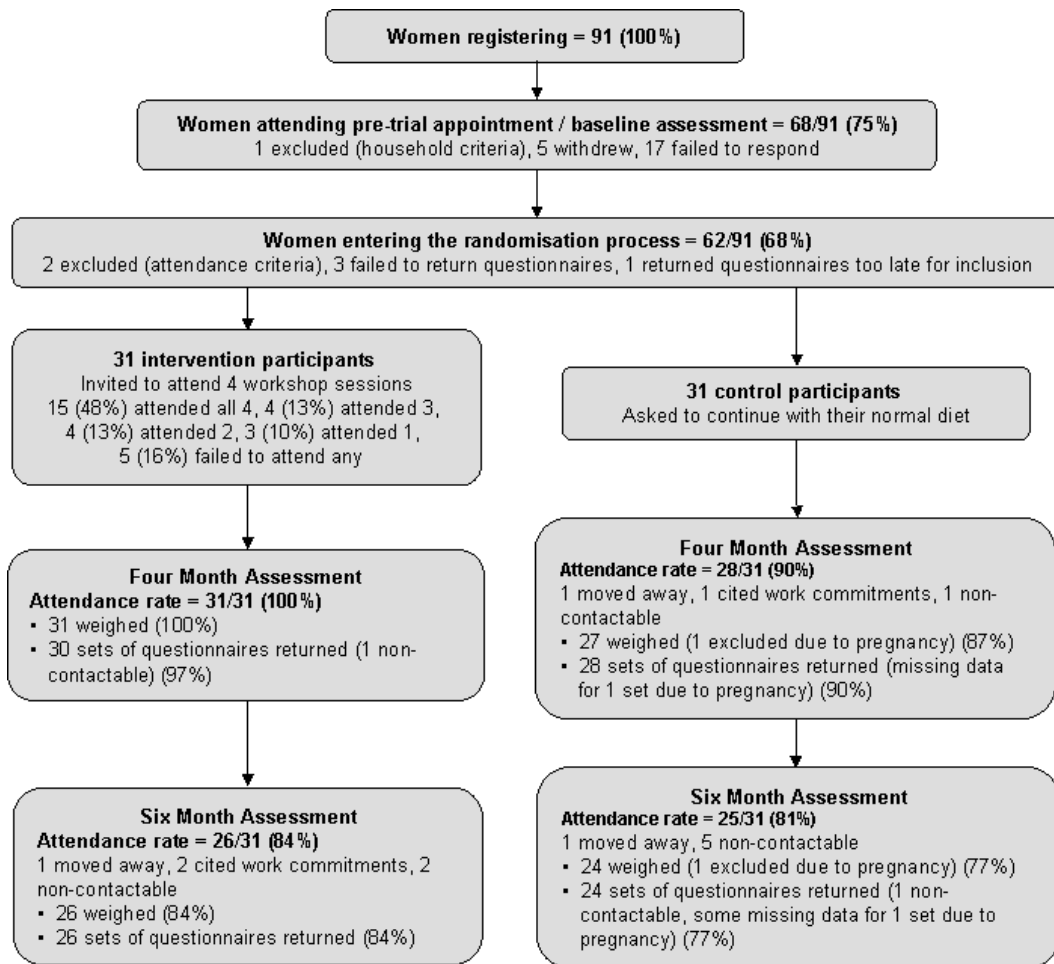 Women registering = 91 (100%)
Women attending pre-trial appointment / baseline assessment = 68/91 (75%)
1 excluded (household criteria), 5 withdrew, 17 failed to respond
Women entering the randomisation process = 62/91 (68%)
2 excluded (attendance criteria), 3 failed to return questionnaires, 1 returned questionnaires too late for inclusion
31 intervention participants
Invited to attend 4 workshop sessions
15 (48%) attended all 4, 4 (13%) attended 3,
4 (13%) attended 2, 3 (10%) attended 1,
5 (16%) failed to attend any
31 control participants
Asked to continue with their normal diet
Four Month Assessment
Attendance rate = 31/31 (100%)
▪ 31 weighed (100%)
▪ 30 sets of questionnaires returned (1 non-
contactable) (97%)
Four Month Assessment
Attendance rate = 28/31 (90%)
1 moved away, 1 cited work commitments, 1 non-
contactable
▪ 27 weighed (1 excluded due to pregnancy) (87%)
▪ 28 sets of questionnaires returned (missing data
for 1 set due to pregnancy) (90%)
Six Month Assessment
Attendance rate = 26/31 (84%)
1 moved away, 2 cited work commitments, 2
non-contactable
▪ 26 weighed (84%)
▪ 26 sets of questionnaires returned (84%)
Six Month Assessment
Attendance rate = 25/31 (81%)
1 moved away, 5 non-contactable
▪ 24 weighed (1 excluded due to pregnancy) (77%)
▪ 24 sets of questionnaires returned (1 non-
contactable, some missing data for 1 set due to
pregnancy) (77%)